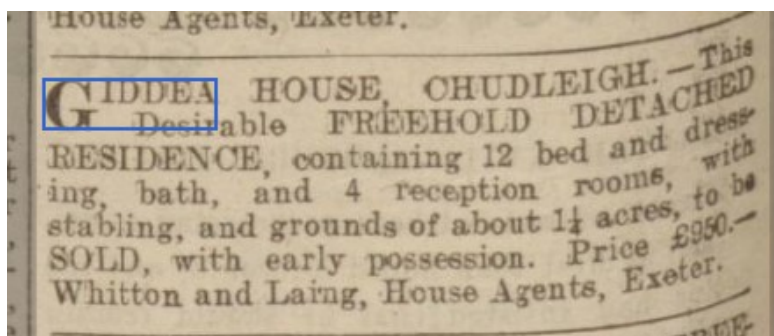 House Agents, Exeter.
GIDDEA HOUSE, CHUDLEIGH.—This
Desirable FREEHOLD DETACHED
RESIDENCE, containing 12 bed and dress-
ing, bath, and 4 reception rooms, with
stabling, and grounds of about 1¼ acres, to be
SOLD, with early possession. Price £950.—
Whitton and Laing, House Agents, Exeter.